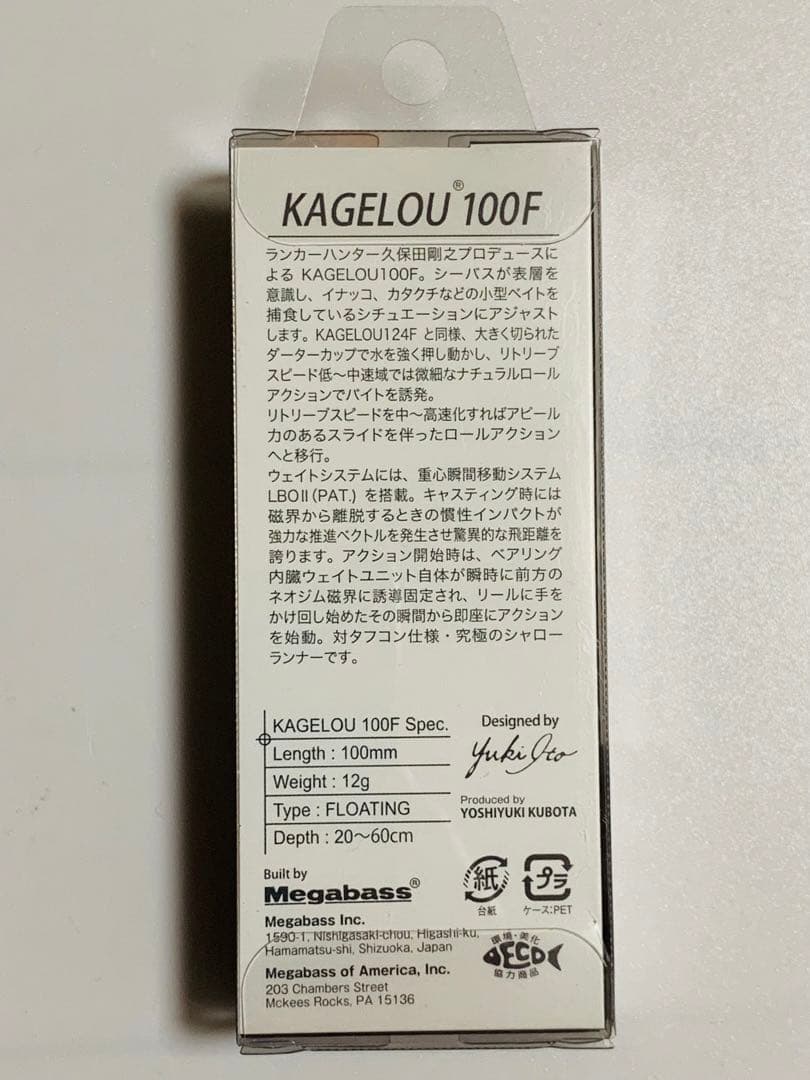 KAGELOU® 100F
ランカーハンター久保田剛之プロデュースに
よる KAGELOU100F。シーバスが表層を
意識し、イナッコ、カタクチなどの小型ベイトを
捕食しているシチュエーションにアジャスト
します。KAGELOU124F と同様、大きく切られた
ダーターカップで水を強く押し動かし、リトリーブ
スピード低〜中速域では微細なナチュラルロール
アクションでバイトを誘発。
リトリーブスピードを中〜高速化すればアピール
力のあるスライドを伴ったロールアクション
へと移行。
ウェイトシステムには、重心瞬間移動システム
LBOⅡ(PAT.) を搭載。キャスティング時には
磁界から離脱するときの慣性インパクトが
強力な推進ベクトルを発生させ驚異的な飛距離を
誇ります。アクション開始時は、ベアリング
内臓ウェイトユニット自体が瞬時に前方の
ネオジム磁界に誘導固定され、リールに手を
かけ回し始めたその瞬間から即座にアクション
を始動。対タフコン仕様・究極のシャロー
ランナーです。
KAGELOU 100F Spec.
Length : 100mm
Weight : 12g
Type : FLOATING
Depth : 20〜60cm
Designed by
Yuki Ito
Produced by
YOSHIYUKI KUBOTA
Built by
Megabass®
Megabass Inc.
1590-1, Nishigasaki-chou, Higashi-ku,
Hamamatsu-shi, Shizuoka, Japan
Megabass of America, Inc.
203 Chambers Street
Mckees Rocks, PA 15136
紙
台紙
プラ
ケース:PET
環境・美化
ECO
協力商品